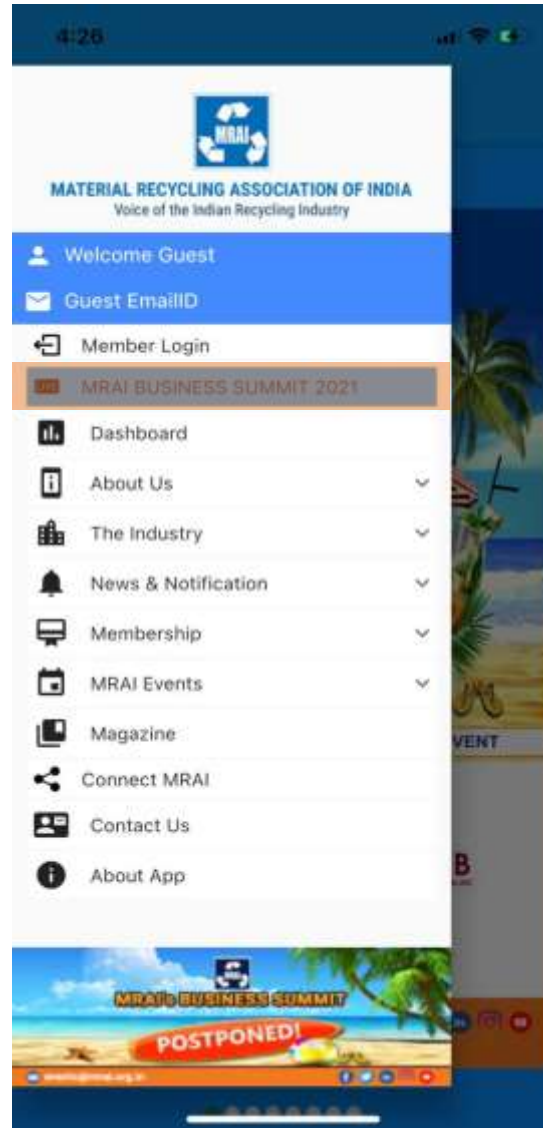 4:26
MRAI
MATERIAL RECYCLING ASSOCIATION OF INDIA
Voice of the Indian Recycling Industry
Welcome Guest
Guest EmailID
Member Login
MRAI BUSINESS SUMMIT 2021
Dashboard
About Us
The Industry
News & Notification
Membership
MRAI Events
Magazine
VENT
Connect MRAI
Contact Us
B
About App
MRAI's BUSINESS SUMMIT
POSTPONED!